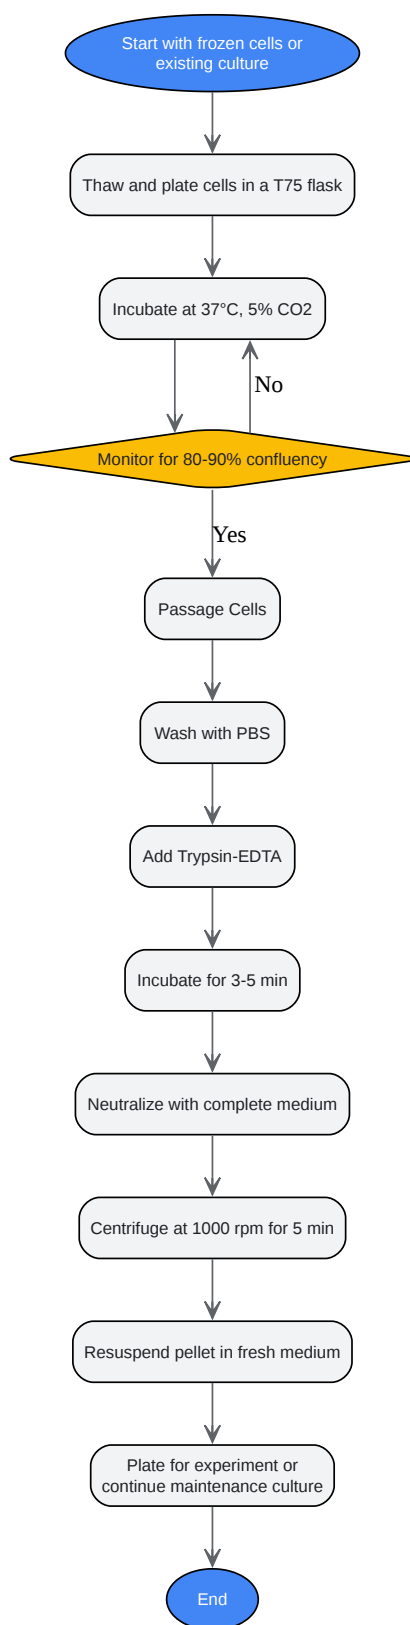 Start with frozen cells or
existing culture
Thaw and plate cells in a T75 flask
Incubate at 37°C, 5% CO2
No
Monitor for 80-90% confluency
Yes
Passage Cells
Wash with PBS
Add Trypsin-EDTA
Incubate for 3-5 min
Neutralize with complete medium
Centrifuge at 1000 rpm for 5 min
Resuspend pellet in fresh medium
Plate for experiment or
continue maintenance culture
End